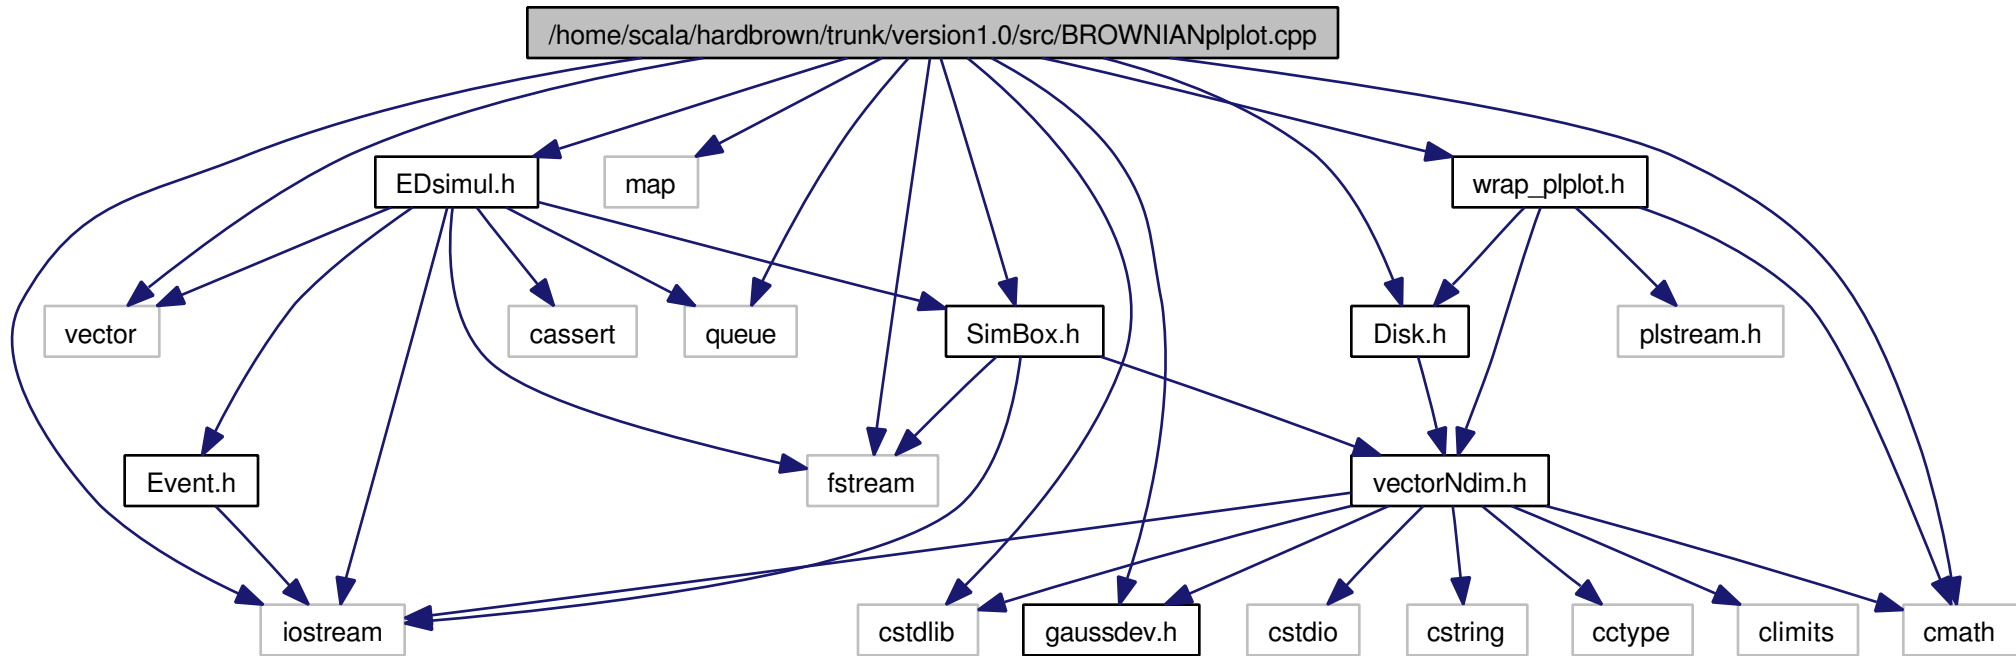 /home/scala/hardbrown/trunk/version1.0/src/BROWNIANplplot.cpp
EDsimul.h
map
wrap_plplot.h
vector
cassert
queue
SimBox.h
Disk.h
plstream.h
Event.h
fstream
vectorNdim.h
iostream
cstdlib
gaussdev.h
cstdio
cstring
cctype
climits
cmath